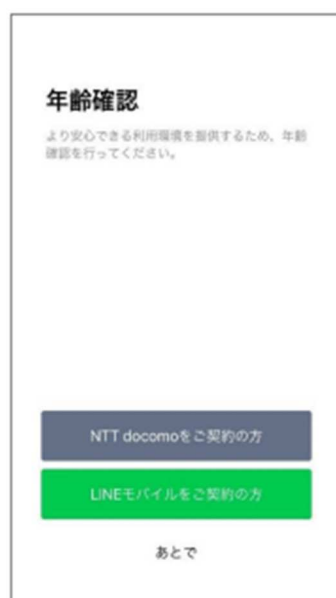 年齢確認
より安心できる利用環境を提供するため、年齢
確認を行ってください。
NTT docomoをご契約の方
LINEモバイルをご契約の方
あとで